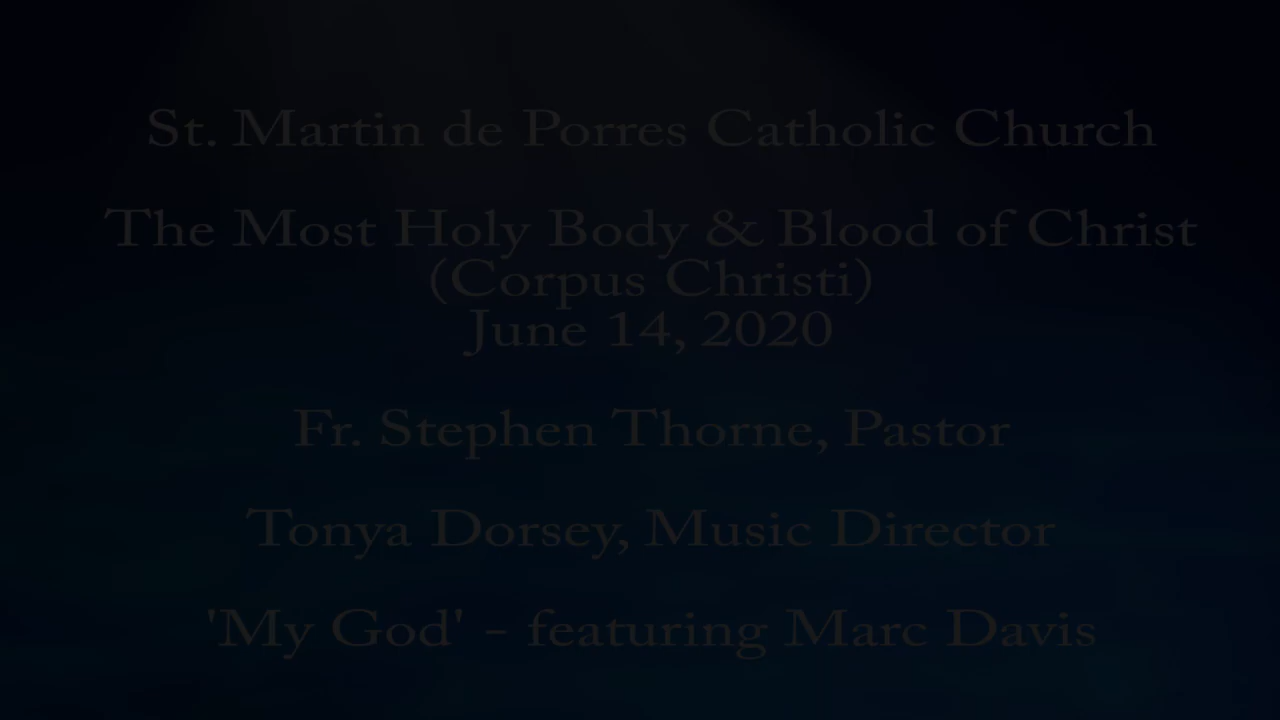 St. Martin de Porres Catholic Church
The Most Holy Body & Blood of Christ
(Corpus Christi)
June 14, 2020
Fr. Stephen Thorne, Pastor
Tonya Dorsey, Music Director
'My God' - featuring Marc Davis